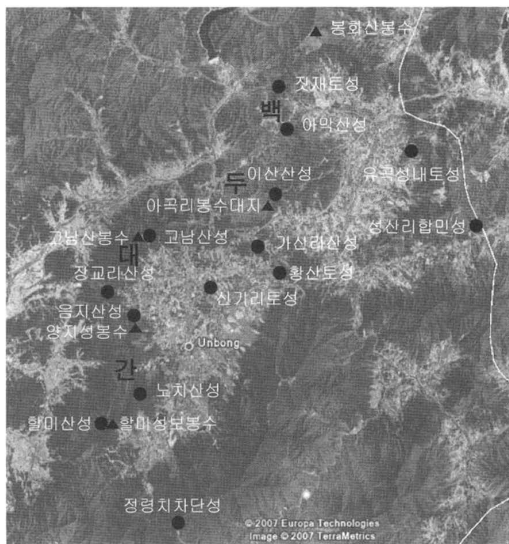 봉화산봉수
짓재토성
백
아악산성
유곡성내토성
이산산성
두
아곡리봉수대지
성산리합민성
고남산봉수
고남산성
가산리산성
대
황산토성
장교리산성
신기리토성
음지산성
양지성봉수
Unbong
간
노치산성
할미산성
할미성보봉수
정령치차단성
© 2007 Europa Technologies
Image © 2007 TerraMetrics